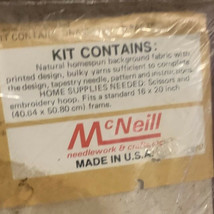 KIT CONTAINS:
Natural homespun background fabric with
printed design, bulky yarns sufficient to complete
the design, tapestry needle, pattern and instructions.
HOME SUPPLIES NEEDED: Scissors and
embroidery hoop. Fits a standard 16 x 20 inch
(40.64 x 50.80 cm) frame.
McNeill
needlework &
MADE IN U.S.A.